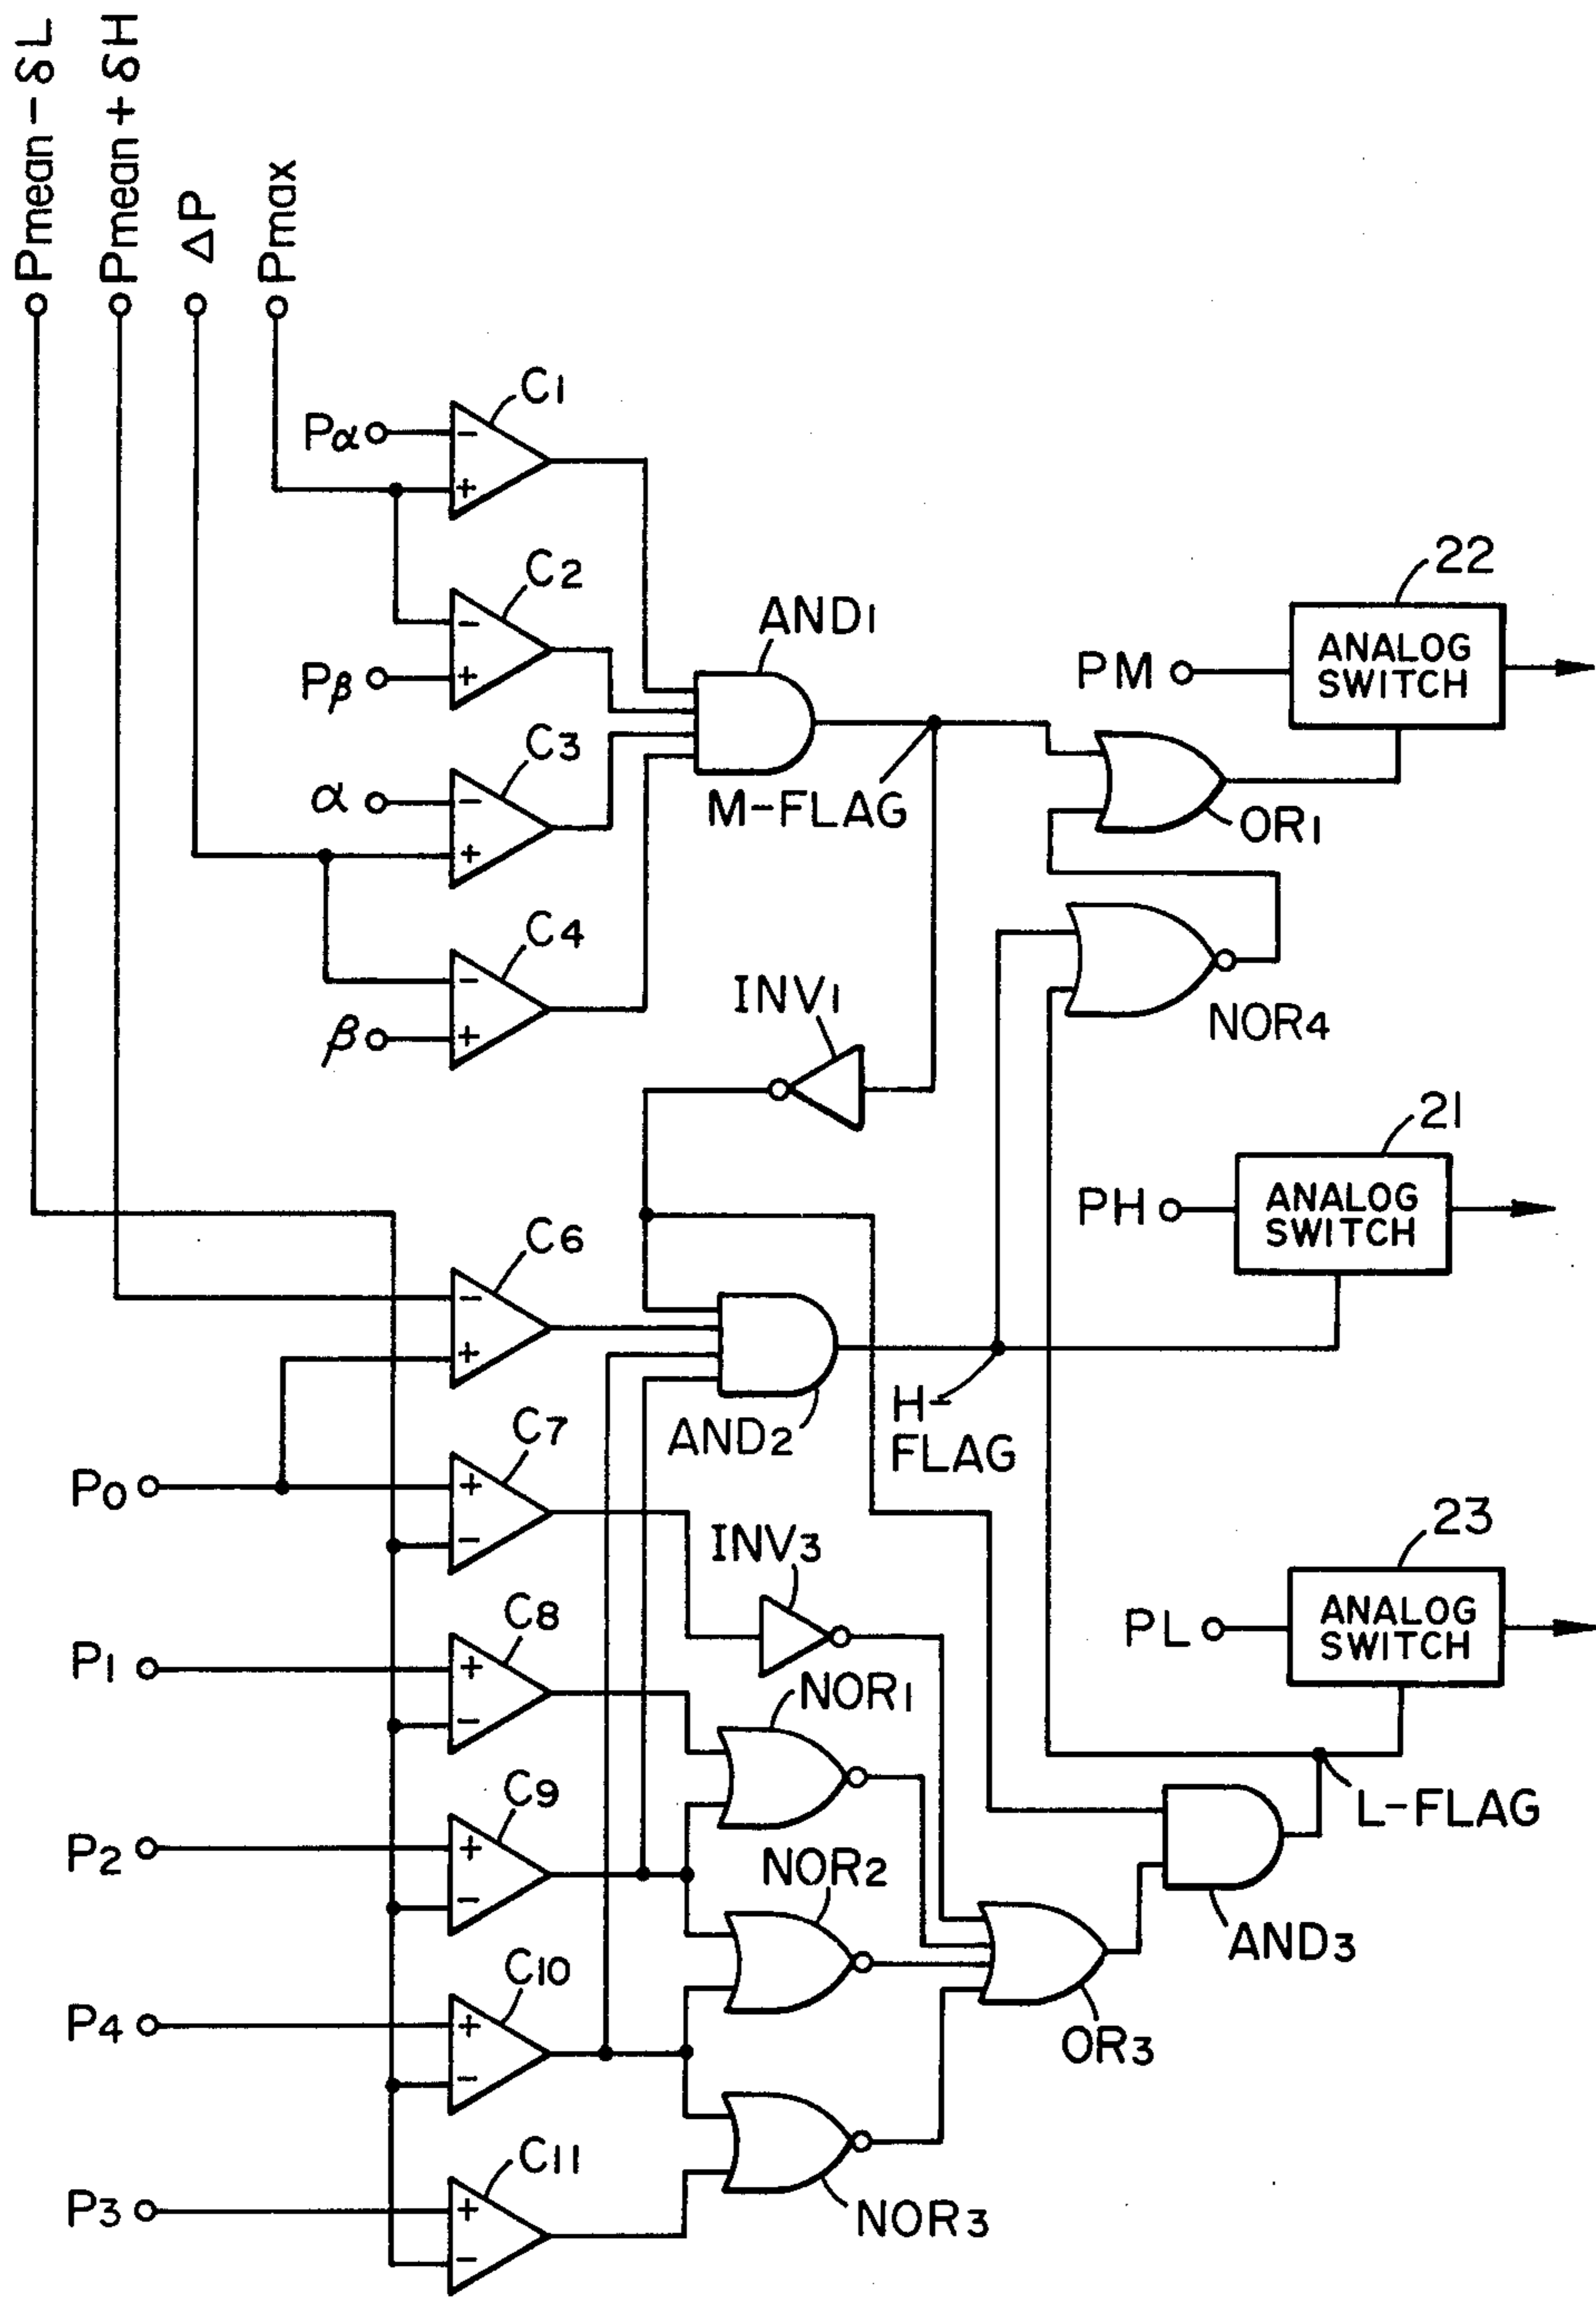 Pmean-δL
Pmean+δH
ΔP
Pmax
C1
Pα
-
+
C2
-
Pβ
+
AND1
22
PM
ANALOG
SWITCH
C3
α
-
+
M-FLAG
OR1
C4
-
β
+
INV1
NOR4
21
PH
ANALOG
SWITCH
C6
-
+
AND2
H-
FLAG
C7
P0
+
-
INV3
23
PL
ANALOG
SWITCH
C8
P1
+
-
NOR1
L-FLAG
C9
P2
+
-
NOR2
AND3
C10
P4
+
-
OR3
C11
P3
+
-
NOR3